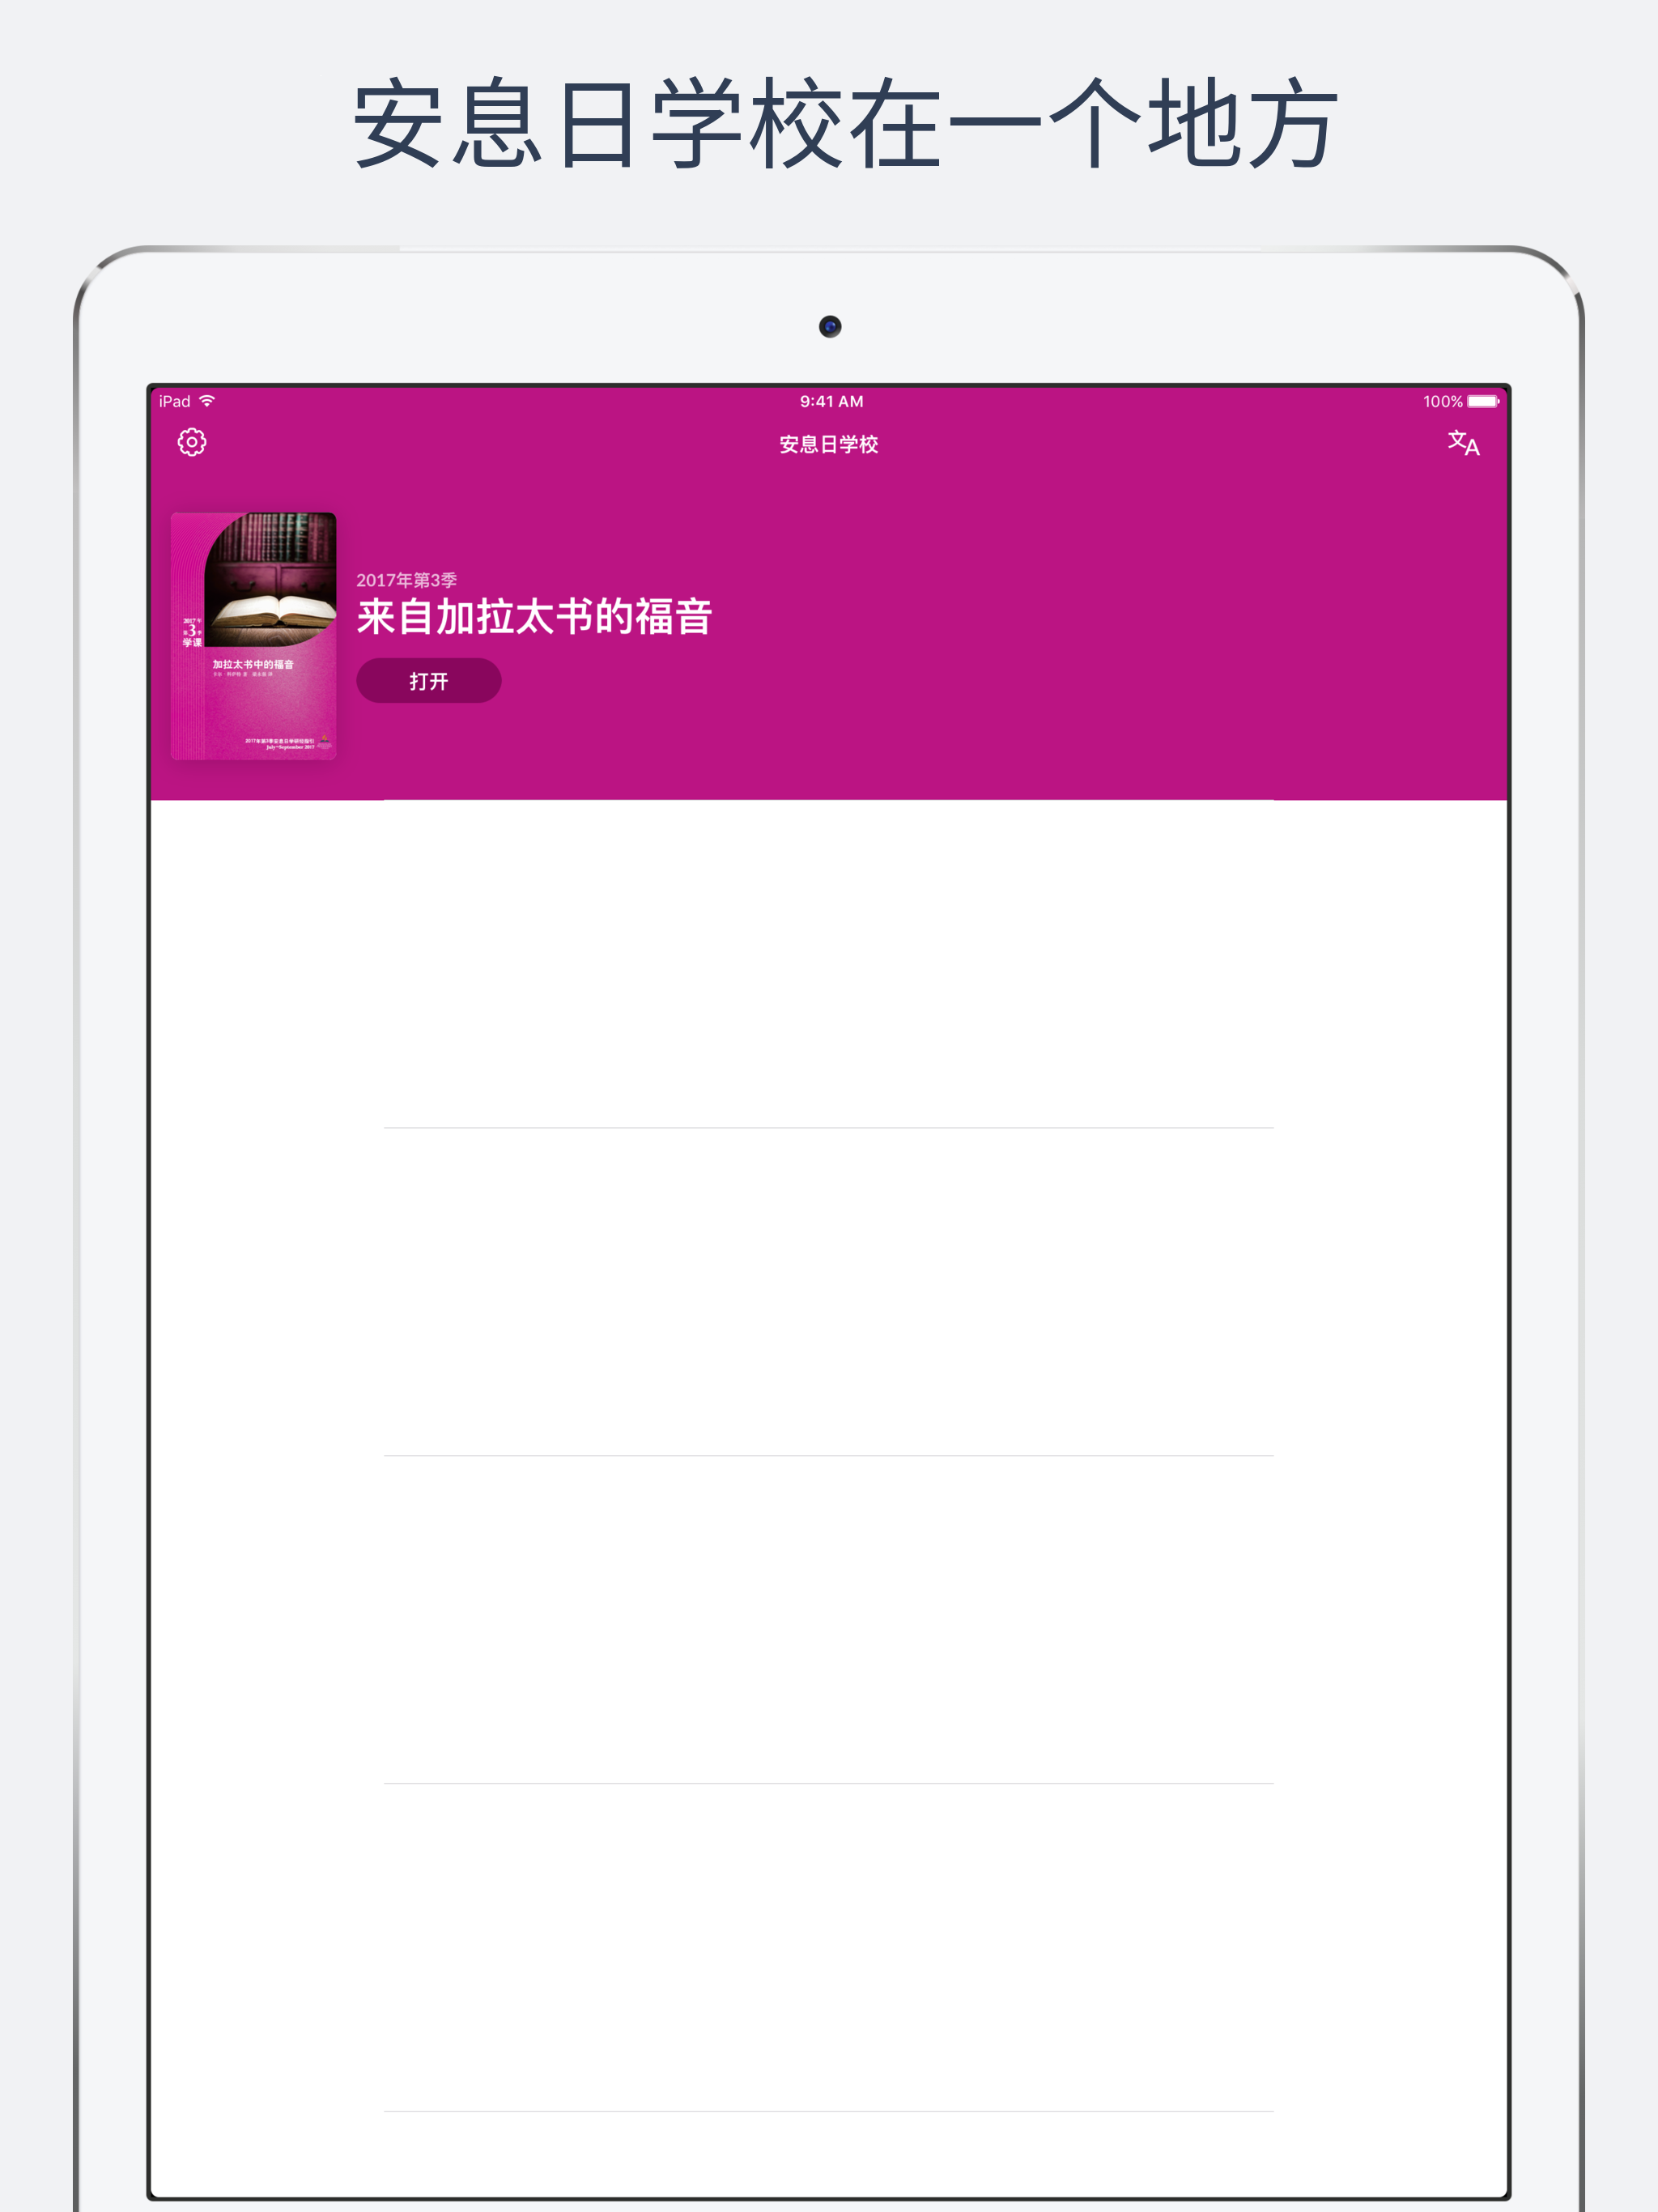 安息日学校在一个地方
iPad
9:41 AM
100%
安息日学校
文A
2017年第3季
来自加拉太书的福音
打开
2017年
第3季
学课
加拉太书中的福音
2017年第3季安息日学研经指引
July•September 2017